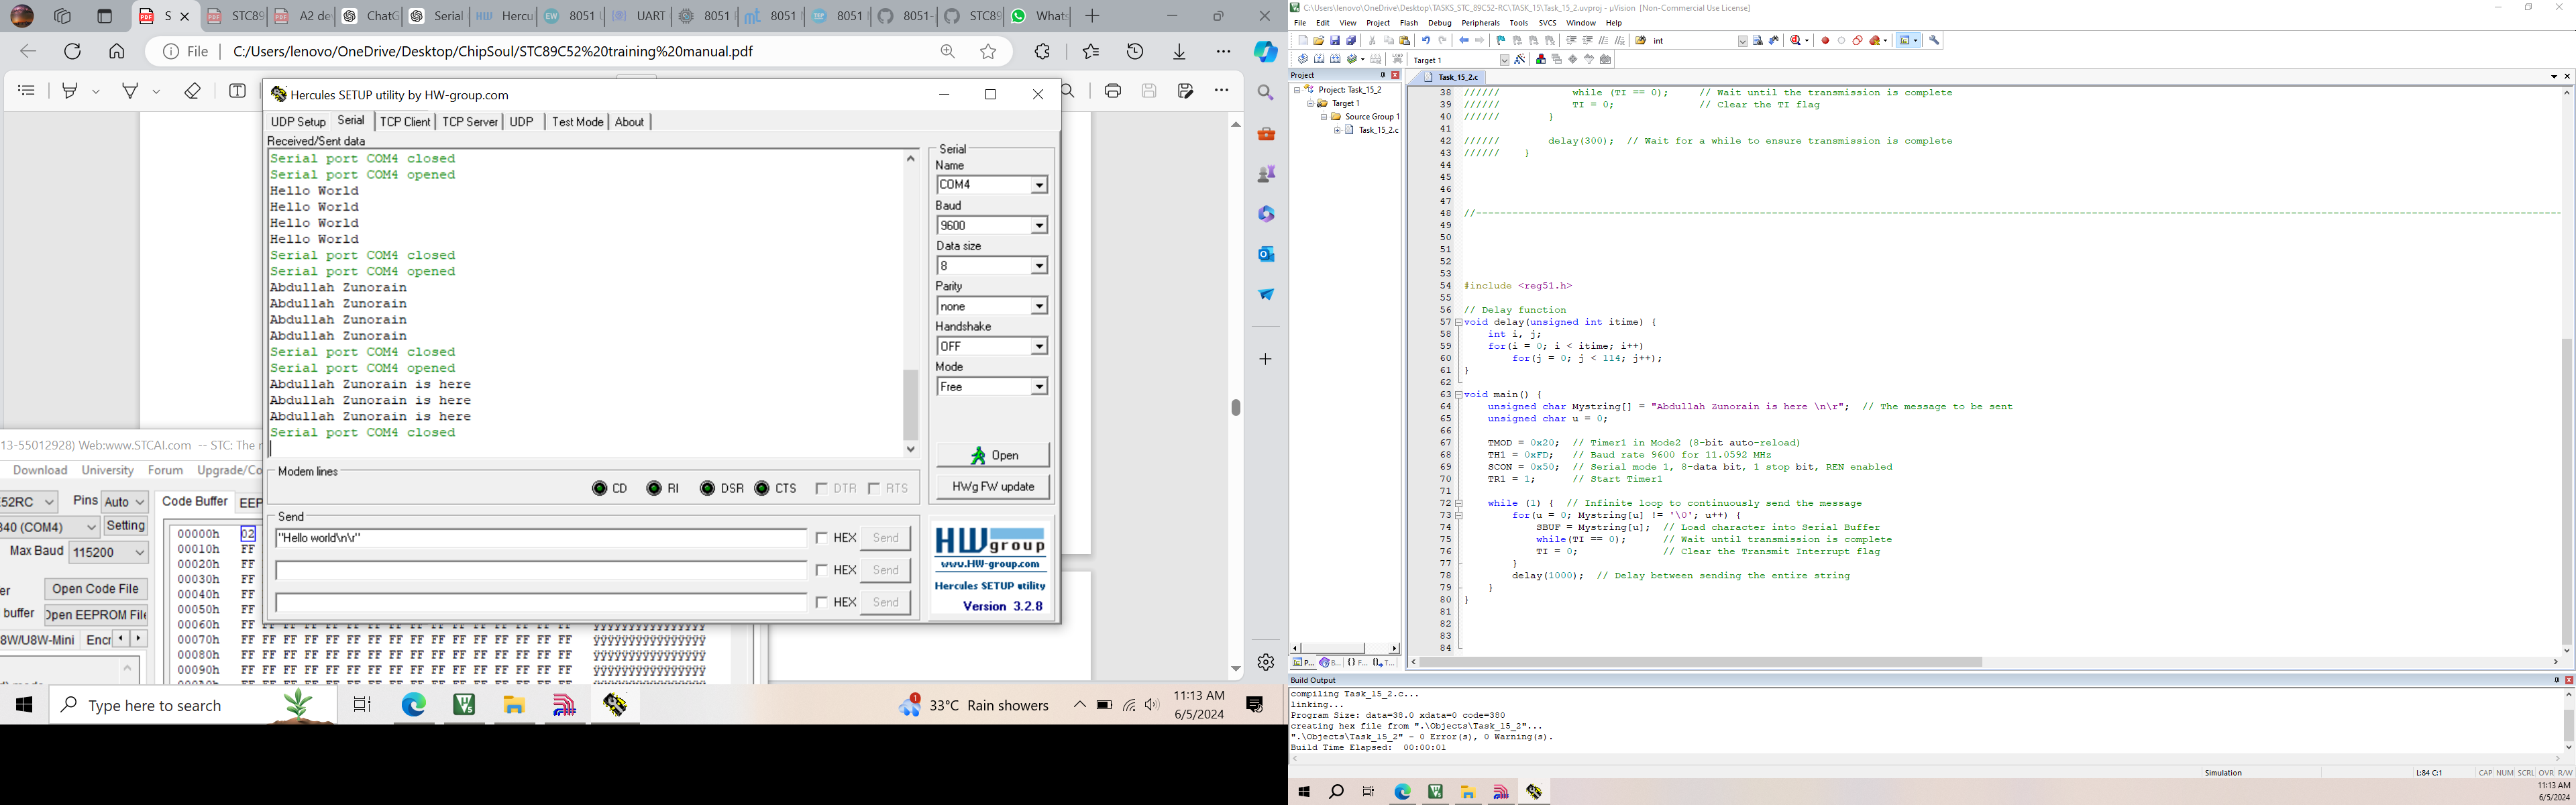 S
STC89
A2 de
ChatG
Serial
Hercu
8051 U
UART
8051 I
8051 I
8051 I
8051-
STC89
Whats
File
C:/Users/lenovo/OneDrive/Desktop/ChipSoul/STC89C52%20training%20manual.pdf
Hercules SETUP utility by HW-group.com
UDP Setup Serial TCP Client TCP Server UDP Test Mode About
Received/Sent data
Serial port COM4 closed
Serial port COM4 opened
Hello World
Hello World
Hello World
Hello World
Serial port COM4 closed
Serial port COM4 opened
Abdullah Zunorain
Abdullah Zunorain
Abdullah Zunorain
Abdullah Zunorain
Serial port COM4 closed
Serial port COM4 opened
Abdullah Zunorain is here
Abdullah Zunorain is here
Abdullah Zunorain is here
Serial port COM4 closed
Serial
Name
COM4
Baud
9600
Data size
8
Parity
none
Handshake
OFF
Mode
Free
Open
HWg FW update
Modem lines
CD RI DSR CTS DTR RTS
Send
"Hello world\n\r"
HEX Send
HEX Send
HEX Send
HW group
www.HW-group.com
Hercules SETUP utility
Version 3.2.8
13-55012928) Web:www.STCAI.com -- STC: The r
Download University Forum Upgrade/Co
52RC Pins Auto
340 (COM4) Setting
Max Baud 115200
er Open Code File
buffer Open EEPROM File
8W/U8W-Mini Encr
Code Buffer EEP
00000h 02
00010h FF
00020h FF
00030h FF
00040h FF
00050h FF
00060h FF FF FF FF FF FF FF FF FF FF FF FF FF FF FF FF ÿÿÿÿÿÿÿÿÿÿÿÿÿÿÿÿ
00070h FF FF FF FF FF FF FF FF FF FF FF FF FF FF FF FF ÿÿÿÿÿÿÿÿÿÿÿÿÿÿÿÿ
00080h FF FF FF FF FF FF FF FF FF FF FF FF FF FF FF FF ÿÿÿÿÿÿÿÿÿÿÿÿÿÿÿÿ
00090h FF FF FF FF FF FF FF FF FF FF FF FF FF FF FF FF ÿÿÿÿÿÿÿÿÿÿÿÿÿÿÿÿ
Type here to search
1
33°C Rain showers
11:13 AM
6/5/2024
C:\Users\lenovo\OneDrive\Desktop\TASKS_STC_89C52-RC\TASK_15\Task_15_2.uvproj - µVision [Non-Commercial Use License]
File Edit View Project Flash Debug Peripherals Tools SVCS Window Help
int
Target 1
Project
Project: Task_15_2
Target 1
Source Group 1
Task_15_2.c
P... B... {} F... T...
Task_15_2.c
38 ////// while (TI == 0); // Wait until the transmission is complete
39 ////// TI = 0; // Clear the TI flag
40 ////// }
41
42 ////// delay(300); // Wait for a while to ensure transmission is complete
43 ////// }
44
45
46
47
48 //----------------------------------------------------------------
49
50
51
52
53
54 #include <reg51.h>
55
56 // Delay function
57 void delay(unsigned int itime) {
58 int i, j;
59 for(i = 0; i < itime; i++)
60 for(j = 0; j < 114; j++);
61 }
62
63 void main() {
64 unsigned char Mystring[] = "Abdullah Zunorain is here \n\r"; // The message to be sent
65 unsigned char u = 0;
66
67 TMOD = 0x20; // Timer1 in Mode2 (8-bit auto-reload)
68 TH1 = 0xFD; // Baud rate 9600 for 11.0592 MHz
69 SCON = 0x50; // Serial mode 1, 8-data bit, 1 stop bit, REN enabled
70 TR1 = 1; // Start Timer1
71
72 while (1) { // Infinite loop to continuously send the message
73 for(u = 0; Mystring[u] != '\0'; u++) {
74 SBUF = Mystring[u]; // Load character into Serial Buffer
75 while(TI == 0); // Wait until transmission is complete
76 TI = 0; // Clear the Transmit Interrupt flag
77 }
78 delay(1000); // Delay between sending the entire string
79 }
80 }
81
82
83
84
Build Output
compiling Task_15_2.c...
linking...
Program Size: data=38.0 xdata=0 code=380
creating hex file from ".\Objects\Task_15_2"...
".\Objects\Task_15_2" - 0 Error(s), 0 Warning(s).
Build Time Elapsed: 00:00:01
Simulation L:84 C:1 CAP NUM SCRL OVR R/W
11:13 AM
6/5/2024